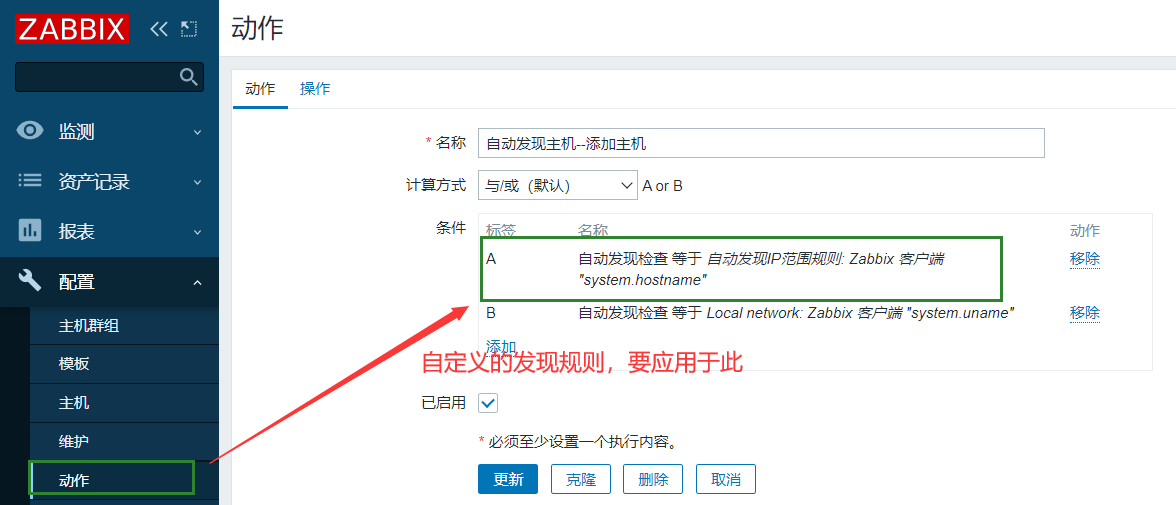 ZABBIX
监测
资产记录
报表
配置
主机群组
模板
主机
维护
动作
动作
动作 操作
* 名称 自动发现主机--添加主机
计算方式 与/或（默认） A or B
条件 标签 名称 动作
A 自动发现检查 等于 自动发现IP范围规则: Zabbix 客户端 移除
"system.hostname"
B 自动发现检查 等于 Local network: Zabbix 客户端 "system.uname" 移除
添加
自定义的发现规则，要应用于此
已启用
* 必须至少设置一个执行内容。
更新 克隆 删除 取消